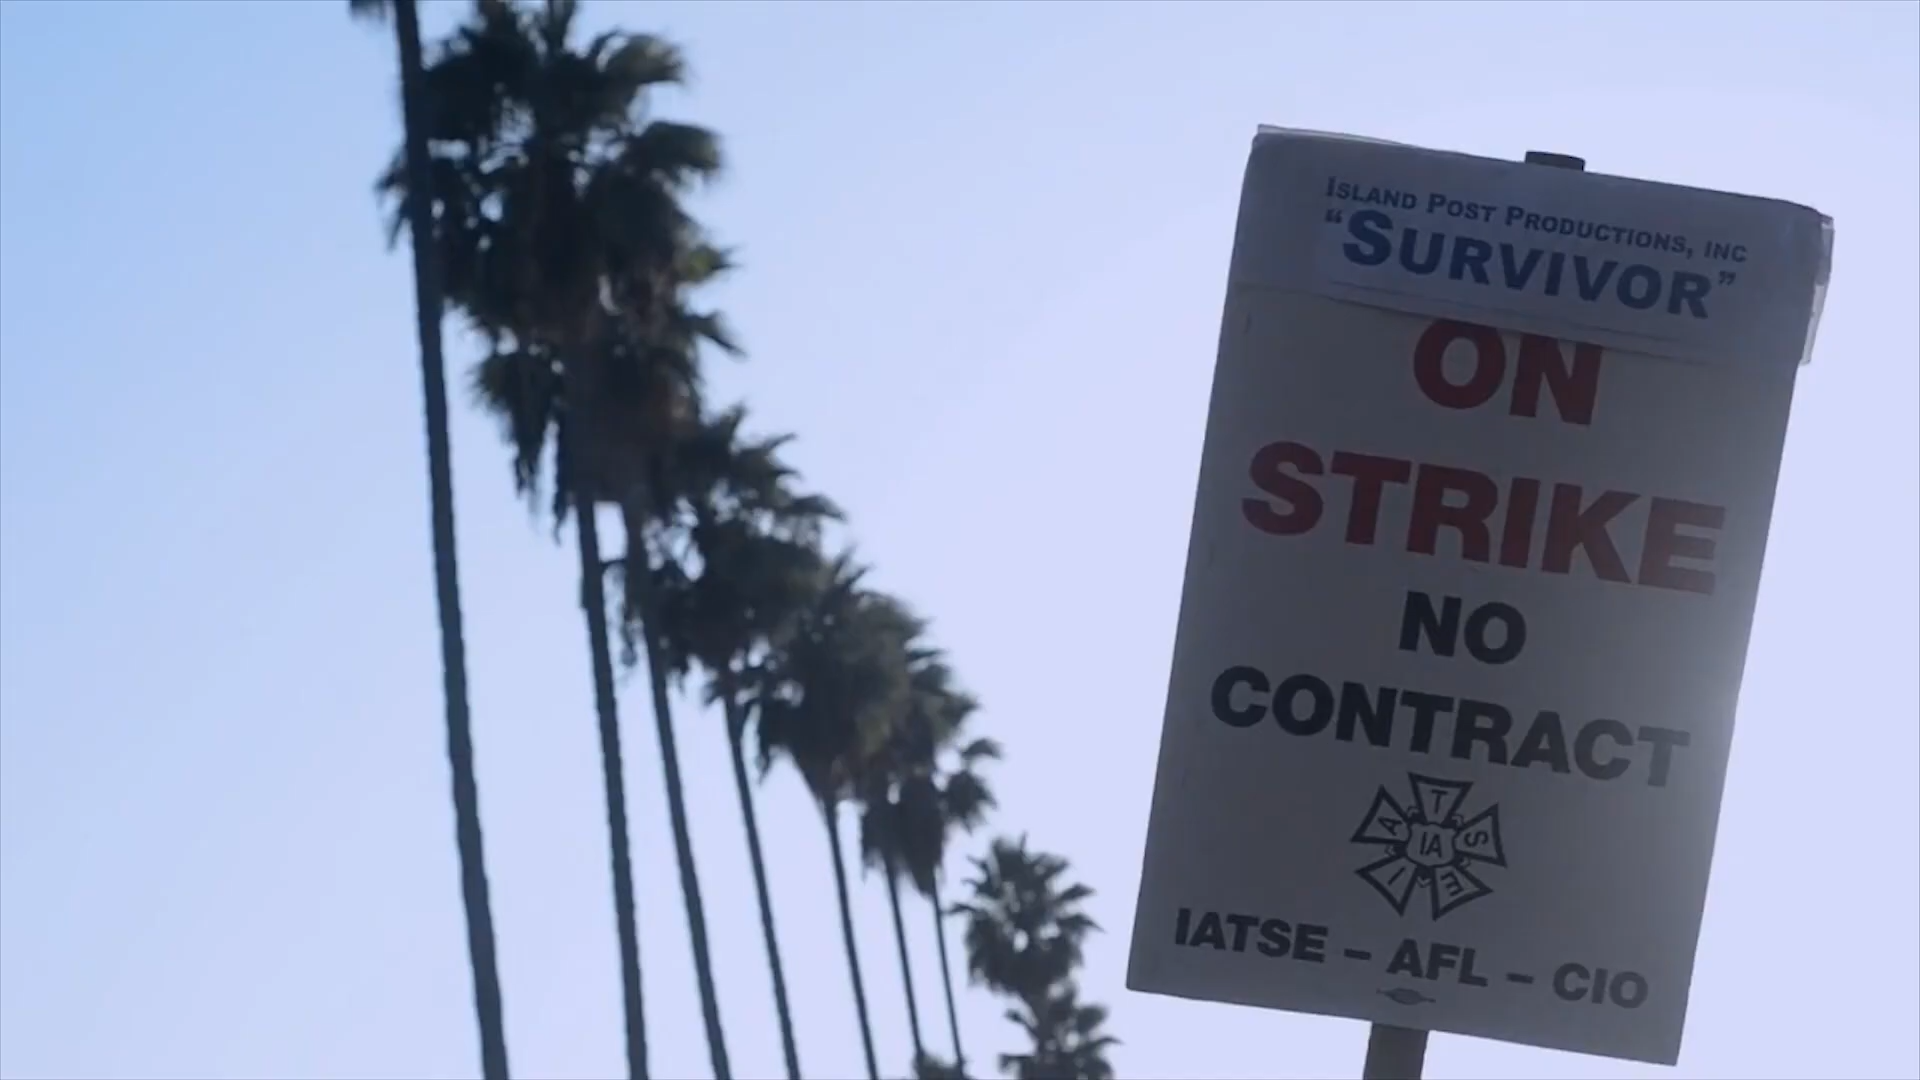 ISLAND POST PRODUCTIONS, INC
"SURVIVOR"
ON
STRIKE
NO
CONTRACT
IATSE
IA
IATSE – AFL – CIO